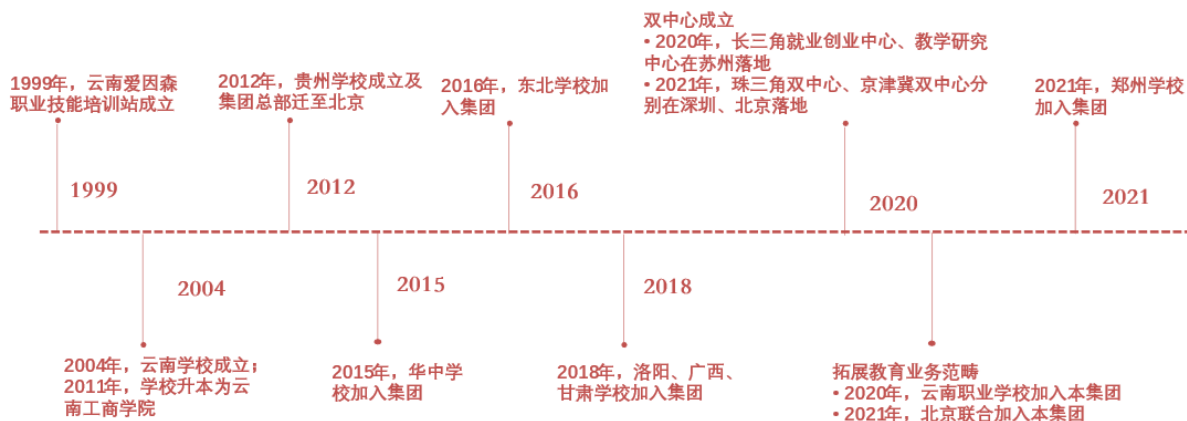 1999年，云南爱因森
职业技能培训站成立
1999
2004
2004年，云南学校成立；
2011年，学校升本为云
南工商学院
2012年，贵州学校成立及
集团总部迁至北京
2012
2015
2015年，华中学
校加入集团
2016年，东北学校加
入集团
2016
2018
2018年，洛阳、广西、
甘肃学校加入集团
双中心成立
• 2020年，长三角就业创业中心、教学研究
中心在苏州落地
• 2021年，珠三角双中心、京津冀双中心分
别在深圳、北京落地
2020
拓展教育业务范畴
• 2020年，云南职业学校加入本集团
• 2021年，北京联合加入本集团
2021年，郑州学校
加入集团
2021